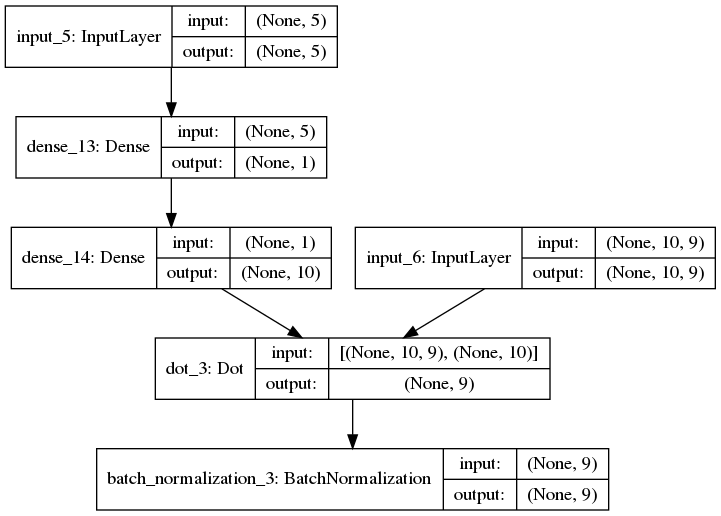 input_5: InputLayer
input: (None, 5)
output: (None, 5)
dense_13: Dense
input: (None, 5)
output: (None, 1)
dense_14: Dense
input: (None, 1)
output: (None, 10)
input_6: InputLayer
input: (None, 10, 9)
output: (None, 10, 9)
dot_3: Dot
input: [(None, 10, 9), (None, 10)]
output: (None, 9)
batch_normalization_3: BatchNormalization
input: (None, 9)
output: (None, 9)